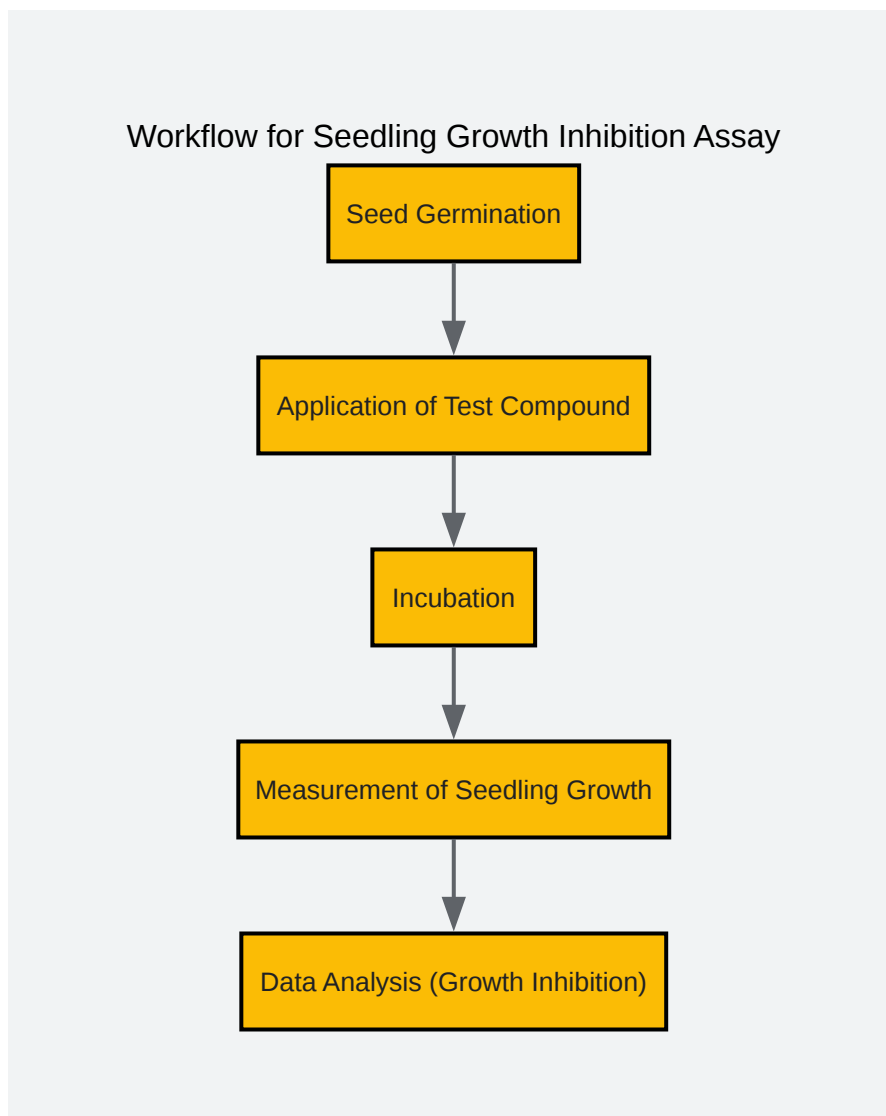 Workflow for Seedling Growth Inhibition Assay
Seed Germination
Application of Test Compound
Incubation
Measurement of Seedling Growth
Data Analysis (Growth Inhibition)